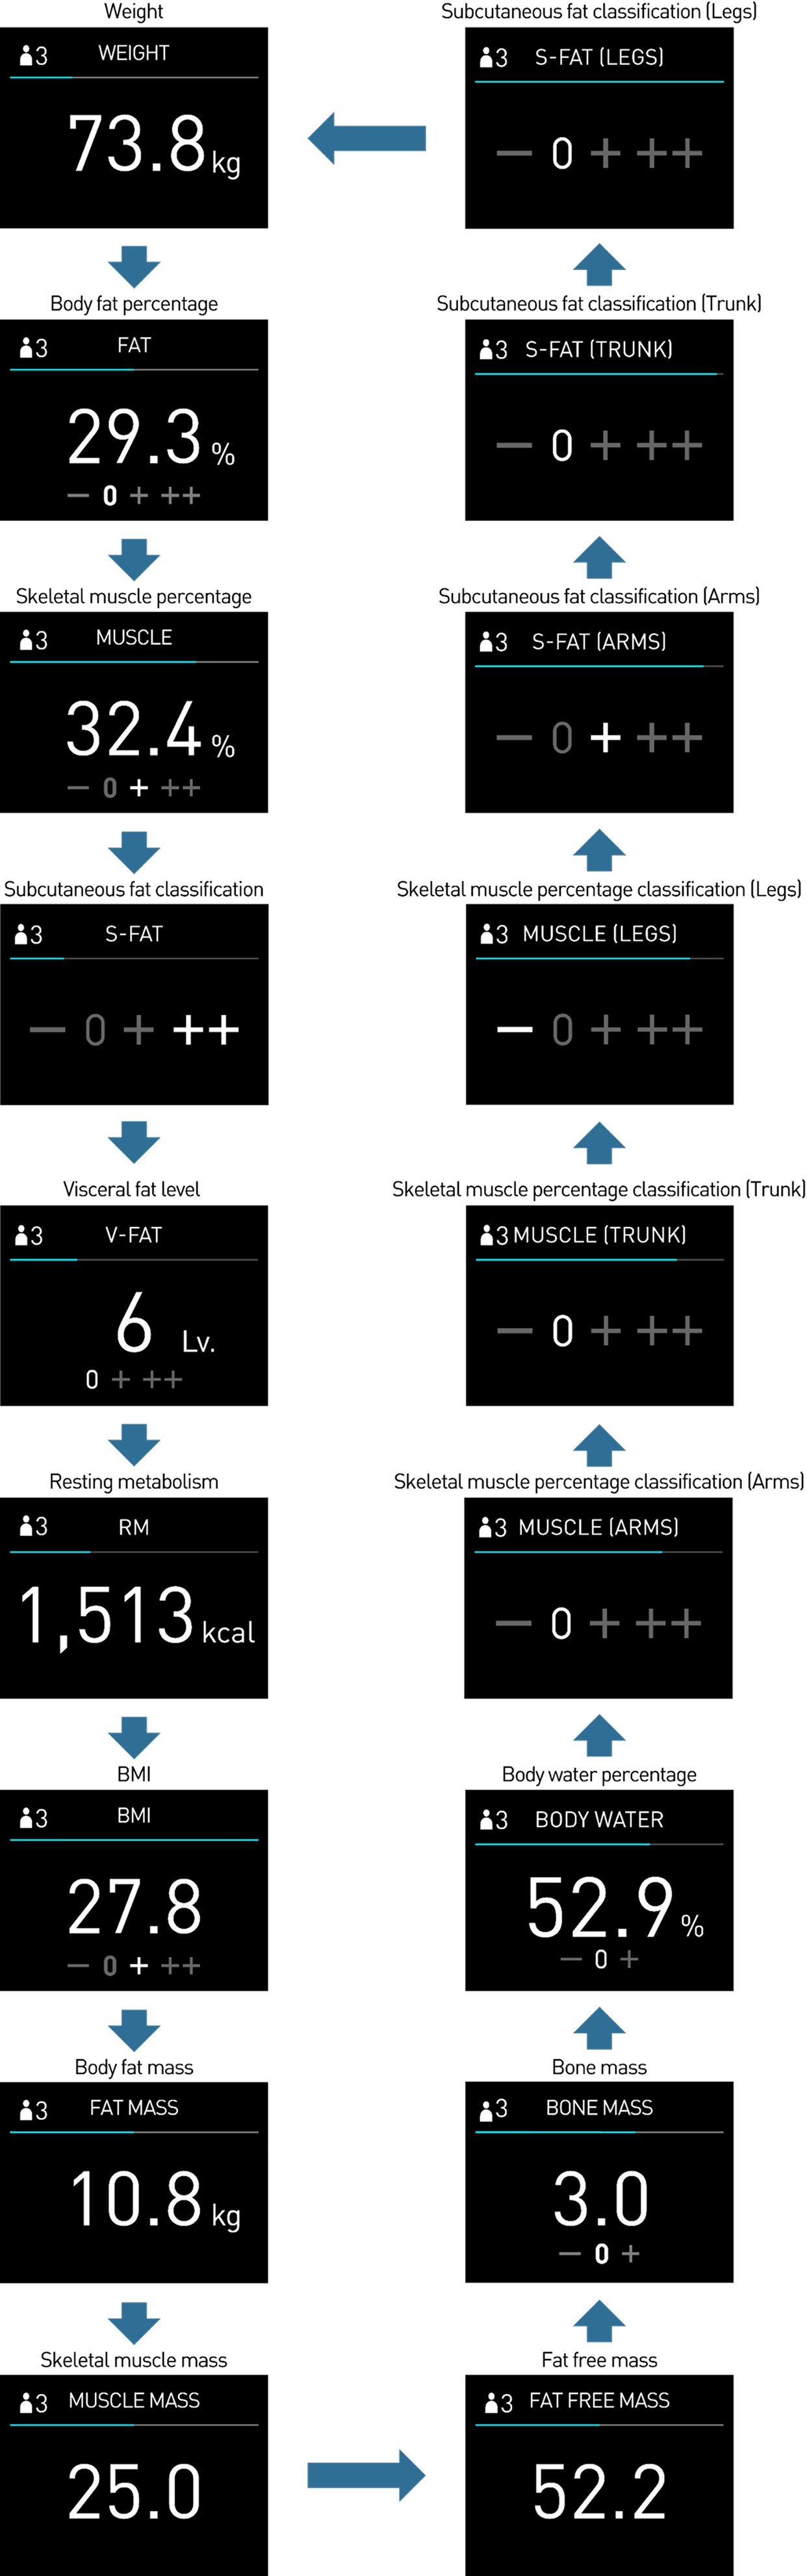 Weight
3 WEIGHT
73.8 kg
Body fat percentage
3 FAT
29.3 %
— 0 + ++
Skeletal muscle percentage
3 MUSCLE
32.4 %
— 0 + ++
Subcutaneous fat classification
3 S-FAT
— 0 + ++
Visceral fat level
3 V-FAT
6 Lv.
0 + ++
Resting metabolism
3 RM
1,513 kcal
BMI
3 BMI
27.8
— 0 + ++
Body fat mass
3 FAT MASS
10.8 kg
Skeletal muscle mass
3 MUSCLE MASS
25.0
Fat free mass
3 FAT FREE MASS
52.2
Bone mass
3 BONE MASS
3.0
— 0 +
Body water percentage
3 BODY WATER
52.9 %
— 0 +
Skeletal muscle percentage classification (Arms)
3 MUSCLE (ARMS)
— 0 + ++
Skeletal muscle percentage classification (Trunk)
3 MUSCLE (TRUNK)
— 0 + ++
Skeletal muscle percentage classification (Legs)
3 MUSCLE (LEGS)
— 0 + ++
Subcutaneous fat classification (Arms)
3 S-FAT (ARMS)
— 0 + ++
Subcutaneous fat classification (Trunk)
3 S-FAT (TRUNK)
— 0 + ++
Subcutaneous fat classification (Legs)
3 S-FAT (LEGS)
— 0 + ++